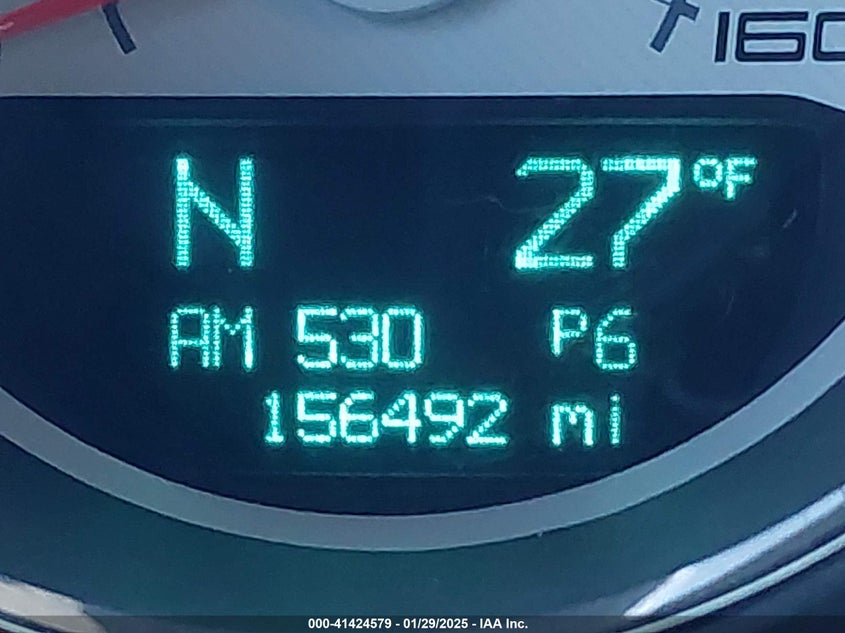 160
N 27°F
AM 530 P6
156492 mi
000-41424579 - 01/29/2025 - IAA Inc.